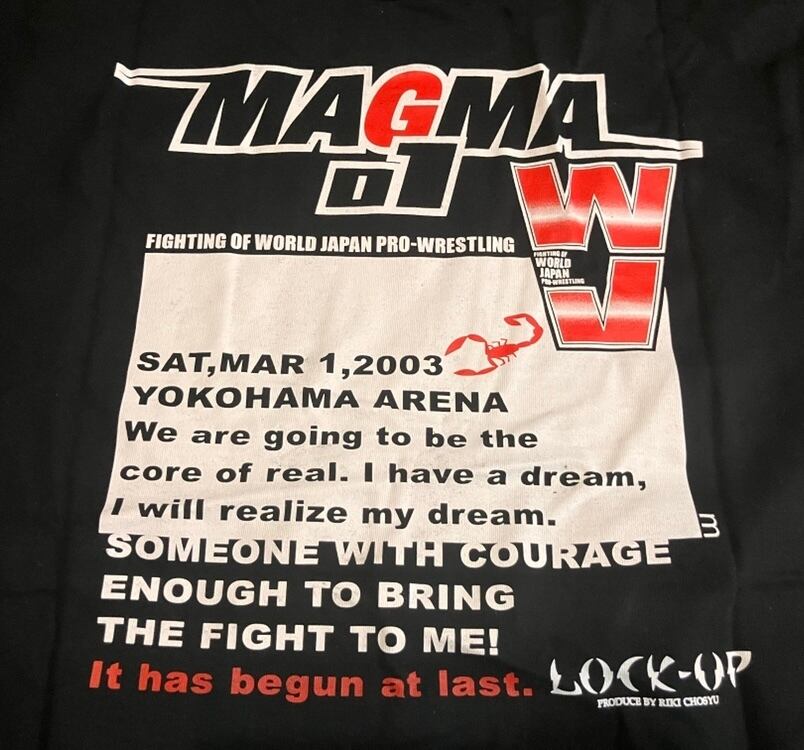 MAGMA
01
FIGHTING OF WORLD JAPAN PRO-WRESTLING
WJ
FIGHTING OF
WORLD
JAPAN
PRO-WRESTLING
SAT,MAR 1,2003
YOKOHAMA ARENA
We are going to be the
core of real. I have a dream,
I will realize my dream.
SOMEONE WITH COURAGE
ENOUGH TO BRING
THE FIGHT TO ME!
It has begun at last.
LOCK-UP
PRODUCE BY RIKI CHOSYU